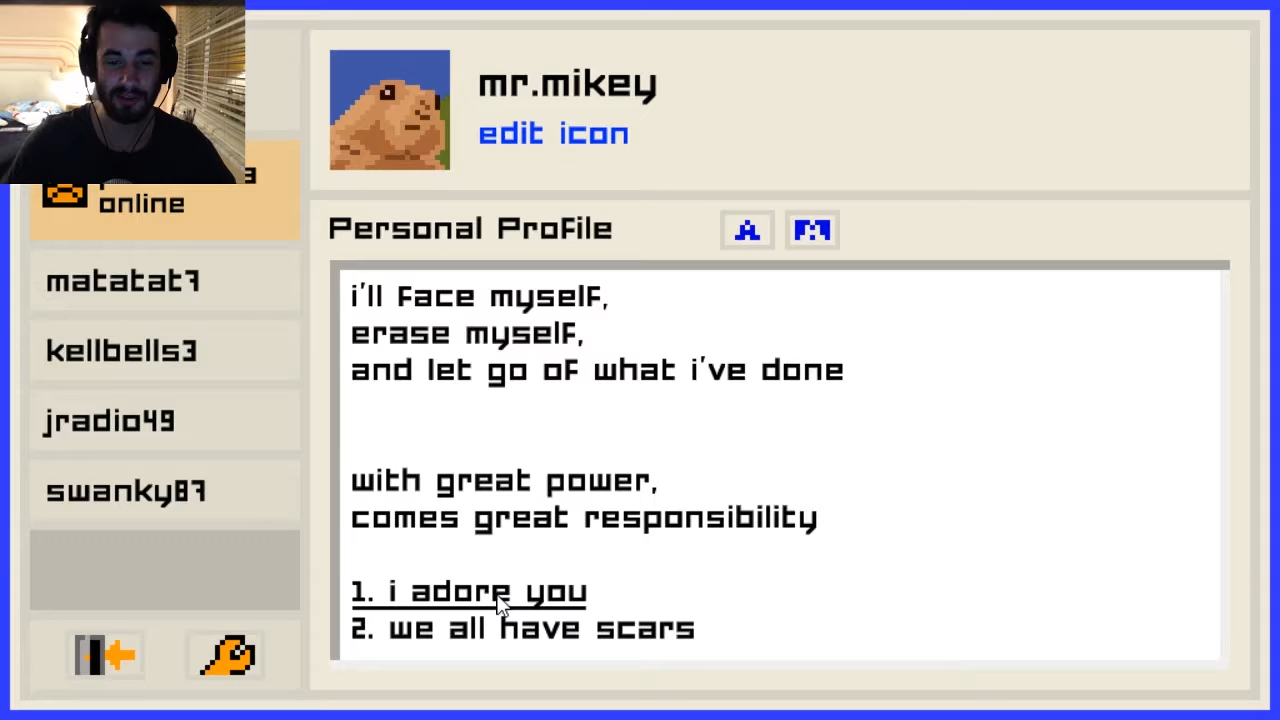 mr.mikey
edit icon
online
Personal Profile
A M
matatat7
kellbells3
jradio49
swanky87
i'll face myself,
erase myself,
and let go of what i've done
with great power,
comes great responsibility
1. i adore you
2. we all have scars